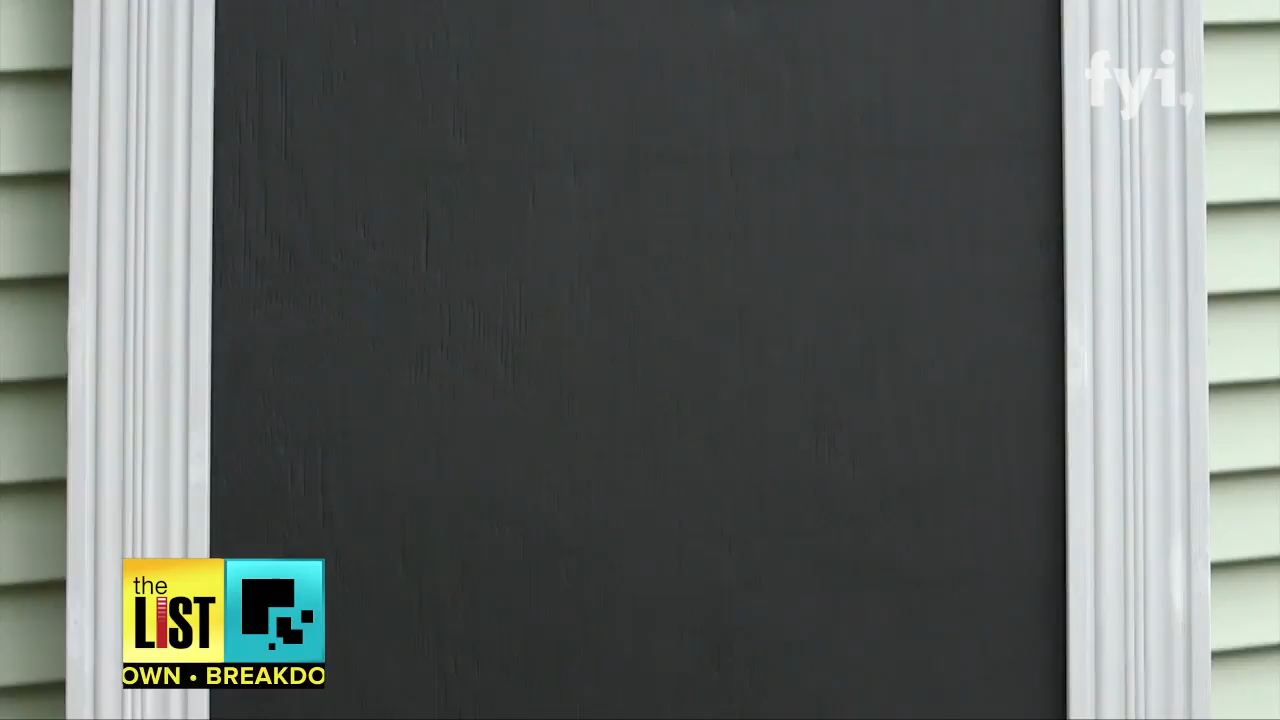 fyi,
the
LIST
OWN • BREAKDO